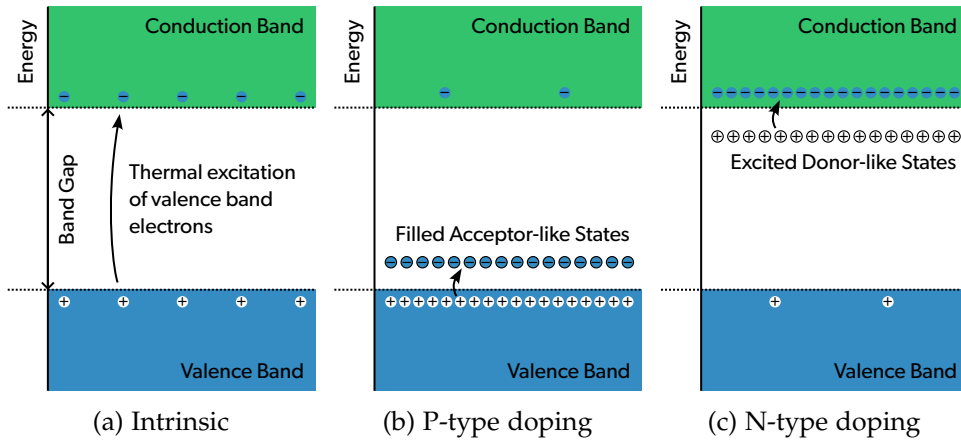 Energy
Conduction Band
Band Gap
Thermal excitation
of valence band
electrons
Valence Band
(a) Intrinsic
Energy
Conduction Band
Filled Acceptor-like States
Valence Band
(b) P-type doping
Energy
Conduction Band
Excited Donor-like States
Valence Band
(c) N-type doping